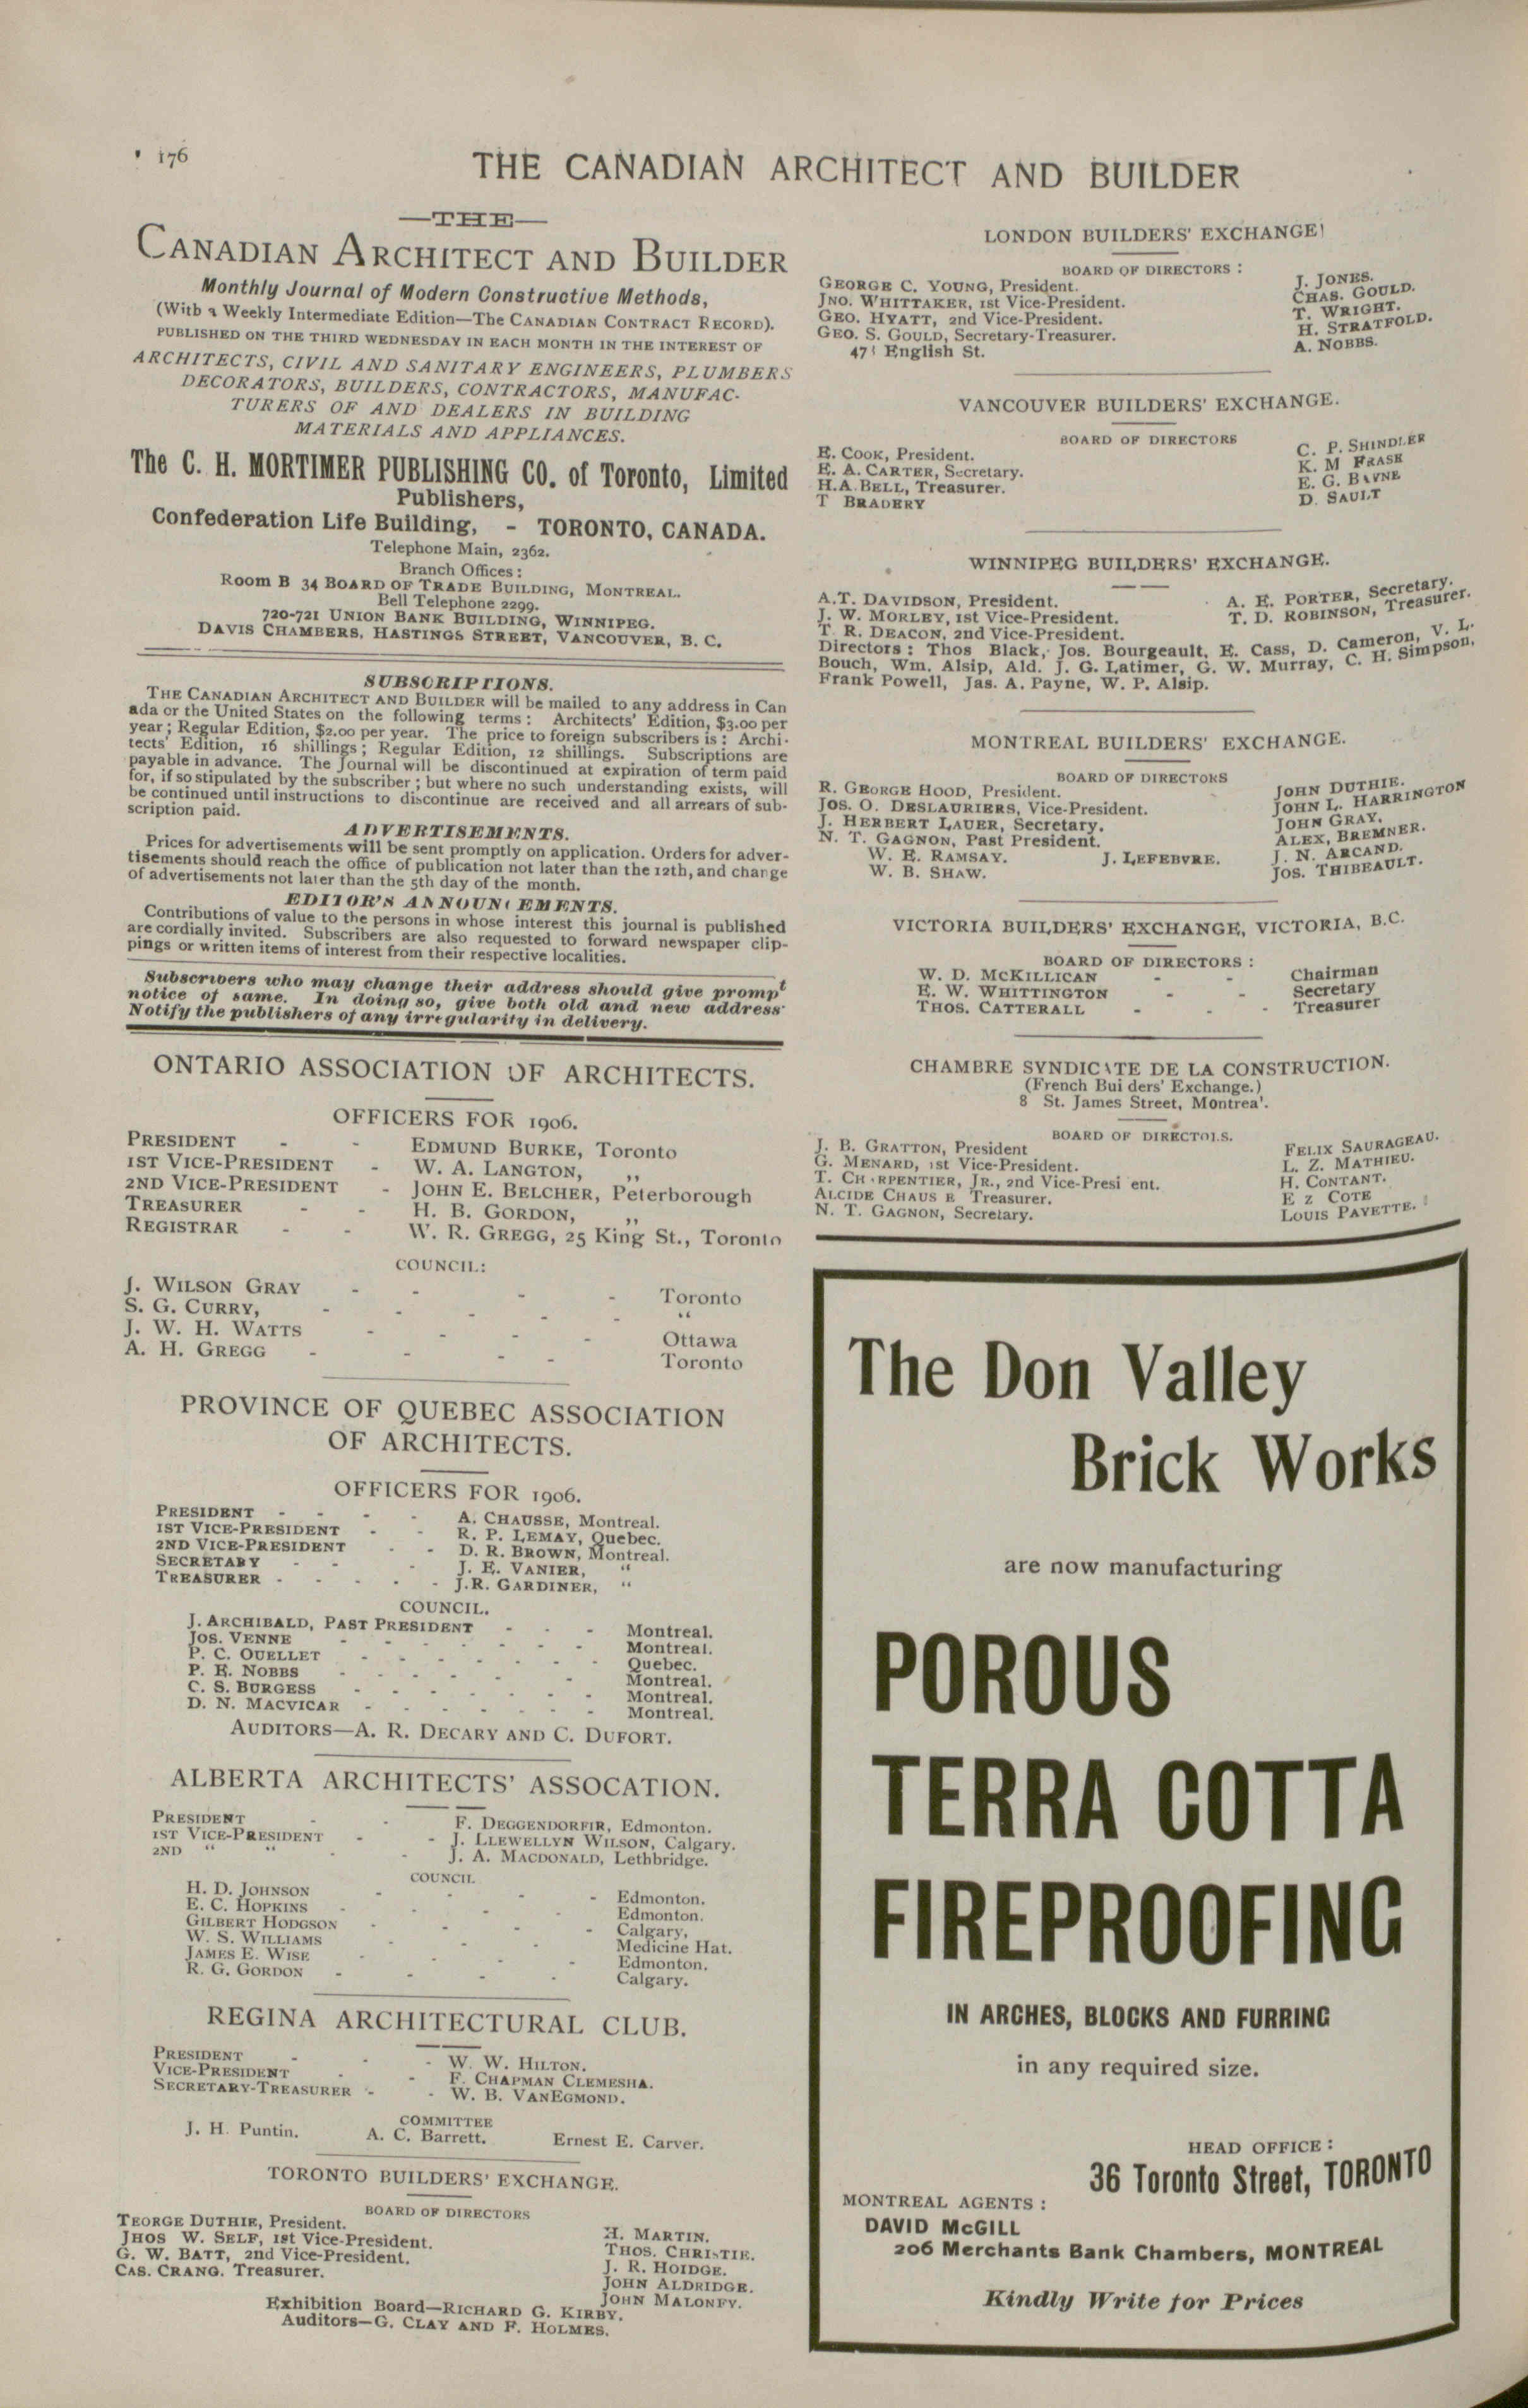 176
THE CANADIAN ARCHITECT AND BUILDER
—THE—
CANADIAN ARCHITECT AND BUILDER
Monthly Journal of Modern Constructive Methods,
(With a Weekly Intermediate Edition—The CANADIAN CONTRACT RECORD).
PUBLISHED ON THE THIRD WEDNESDAY IN EACH MONTH IN THE INTEREST OF
ARCHITECTS, CIVIL AND SANITARY ENGINEERS, PLUMBERS
DECORATORS, BUILDERS, CONTRACTORS, MANUFAC-
TURERS OF AND DEALERS IN BUILDING
MATERIALS AND APPLIANCES.
The C. H. MORTIMER PUBLISHING CO. of Toronto, Limited
Publishers,
Confederation Life Building, - TORONTO, CANADA.
Telephone Main, 2362.
Branch Offices:
Room B 34 BOARD OF TRADE BUILDING, MONTREAL.
Bell Telephone 2299.
720-721 UNION BANK BUILDING, WINNIPEG.
DAVIS CHAMBERS, HASTINGS STREET, VANCOUVER, B. C.
SUBSCRIPTIONS.
THE CANADIAN ARCHITECT AND BUILDER will be mailed to any address in Can
ada or the United States on the following terms: Architects' Edition, $3.00 per
year; Regular Edition, $2.00 per year. The price to foreign subscribers is: Archi-
tects' Edition, 16 shillings; Regular Edition, 12 shillings. Subscriptions are
payable in advance. The Journal will be discontinued at expiration of term paid
for, if so stipulated by the subscriber; but where no such understanding exists, will
be continued until instructions to discontinue are received and all arrears of sub-
scription paid.
ADVERTISEMENTS.
Prices for advertisements will be sent promptly on application. Orders for adver-
tisements should reach the office of publication not later than the 12th, and change
of advertisements not later than the 5th day of the month.
EDITOR'S ANNOUNCEMENTS.
Contributions of value to the persons in whose interest this journal is published
are cordially invited. Subscribers are also requested to forward newspaper clip-
pings or written items of interest from their respective localities.
Subscribers who may change their address should give prompt
notice of same. In doing so, give both old and new address
Notify the publishers of any irregularity in delivery.
ONTARIO ASSOCIATION OF ARCHITECTS.
OFFICERS FOR 1906.
PRESIDENT - - EDMUND BURKE, Toronto
1ST VICE-PRESIDENT - W. A. LANGTON, ,,
2ND VICE-PRESIDENT - JOHN E. BELCHER, Peterborough
TREASURER - - H. B. GORDON, ,,
REGISTRAR - - W. R. GREGG, 25 King St., Toronto
COUNCIL:
J. WILSON GRAY - - - - Toronto
S. G. CURRY, - - - - - "
J. W. H. WATTS - - - - Ottawa
A. H. GREGG - - - - Toronto
PROVINCE OF QUEBEC ASSOCIATION
OF ARCHITECTS.
OFFICERS FOR 1906.
PRESIDENT - - - - A. CHAUSSE, Montreal.
1ST VICE-PRESIDENT - - R. P. LEMAY, Quebec.
2ND VICE-PRESIDENT - - D. R. BROWN, Montreal.
SECRETARY - - - J. E. VANIER, "
TREASURER - - - - - J.R. GARDINER, "
COUNCIL.
J. ARCHIBALD, PAST PRESIDENT - - - Montreal.
JOS. VENNE - - - - - - - Montreal.
P. C. OUELLET - - - - - - - Quebec.
P. E. NOBBS - - - - - - Montreal.
C. S. BURGESS - - - - - - - Montreal.
D. N. MACVICAR - - - - - - - Montreal.
AUDITORS—A. R. DECARY AND C. DUFORT.
ALBERTA ARCHITECTS' ASSOCATION.
PRESIDENT - - F. DEGGENDORFIR, Edmonton.
1ST VICE-PRESIDENT - - J. LLEWELLYN WILSON, Calgary.
2ND " " - - J. A. MACDONALD, Lethbridge.
COUNCIL
H. D. JOHNSON - - - - Edmonton.
E. C. HOPKINS - - - - Edmonton.
GILBERT HODGSON - - - - Calgary,
W. S. WILLIAMS - - - Medicine Hat.
JAMES E. WISE - - - - Edmonton.
R. G. GORDON - - - - Calgary.
REGINA ARCHITECTURAL CLUB.
PRESIDENT - - - W. W. HILTON.
VICE-PRESIDENT - - F. CHAPMAN CLEMESHA.
SECRETARY-TREASURER - - W. B. VANEGMOND.
COMMITTEE
J. H. Puntin. A. C. Barrett. Ernest E. Carver.
TORONTO BUILDERS' EXCHANGE.
BOARD OF DIRECTORS
TEORGE DUTHIE, President.
JHOS W. SELF, 1st Vice-President.
G. W. BATT, 2nd Vice-President.
CAS. CRANG. Treasurer.
H. MARTIN.
THOS. CHRISTIE.
J. R. HOIDGE.
JOHN ALDRIDGE.
JOHN MALONEY.
Exhibition Board—RICHARD G. KIRBY.
Auditors—G. CLAY AND F. HOLMES.
LONDON BUILDERS' EXCHANGE
BOARD OF DIRECTORS:
GEORGE C. YOUNG, President.
JNO. WHITTAKER, 1st Vice-President.
GEO. HYATT, 2nd Vice-President.
GEO. S. GOULD, Secretary-Treasurer.
English St.
J. JONES.
CHAS. GOULD.
T. WRIGHT.
H. STRATFOLD.
A. NOBBS.
VANCOUVER BUILDERS' EXCHANGE.
BOARD OF DIRECTORS
E. COOK, President.
E. A. CARTER, Secretary.
H.A. BELL, Treasurer.
T BRADERY
C. P. SHINDLER
K. M FRASR
E. G. BAYNE
D. SAULT
WINNIPEG BUILDERS' EXCHANGE.
A.T. DAVIDSON, President.
J. W. MORLEY, 1st Vice-President.
T R. DEACON, 2nd Vice-President.
A. E. PORTER, Secretary.
T. D. ROBINSON, Treasurer.
Directors: Thos Black, Jos. Bourgeault, E. Cass, D. Cameron, V. L.
Bouch, Wm. Alsip, Ald. J. G. Latimer, G. W. Murray, C. H. Simpson,
Frank Powell, Jas. A. Payne, W. P. Alsip.
MONTREAL BUILDERS' EXCHANGE.
BOARD OF DIRECTORS
R. GEORGE HOOD, President.
JOS. O. DESLAURIERS, Vice-President.
J. HERBERT LAUER, Secretary.
N. T. GAGNON, Past President.
W. E. RAMSAY. J. LEFEBVRE.
W. B. SHAW.
JOHN DUTHIE.
JOHN L. HARRINGTON
JOHN GRAY.
ALEX, BREMNER.
J. N. ARCAND.
JOS. THIBEAULT.
VICTORIA BUILDERS' EXCHANGE, VICTORIA, B.C.
BOARD OF DIRECTORS:
W. D. MCKILLICAN - - Chairman
E. W. WHITTINGTON - - Secretary
THOS. CATTERALL - - - Treasurer
CHAMBRE SYNDICATE DE LA CONSTRUCTION.
(French Bui ders' Exchange.)
8 St. James Street, Montrea'.
BOARD OF DIRECTORS.
J. B. GRATTON, President
G. MENARD, 1st Vice-President.
T. CHARPENTIER, JR., 2nd Vice-Presi ent.
ALCIDE CHAUS E Treasurer.
N. T. GAGNON, Secretary.
FELIX SAURAGEAU.
L. Z. MATHIEU.
H. CONTANT.
E z COTE
LOUIS PAYETTE.
The Don Valley
Brick Works
are now manufacturing
POROUS
TERRA COTTA
FIREPROOFING
IN ARCHES, BLOCKS AND FURRING
in any required size.
HEAD OFFICE:
36 Toronto Street, TORONTO
MONTREAL AGENTS:
DAVID McGILL
206 Merchants Bank Chambers, MONTREAL
Kindly Write for Prices